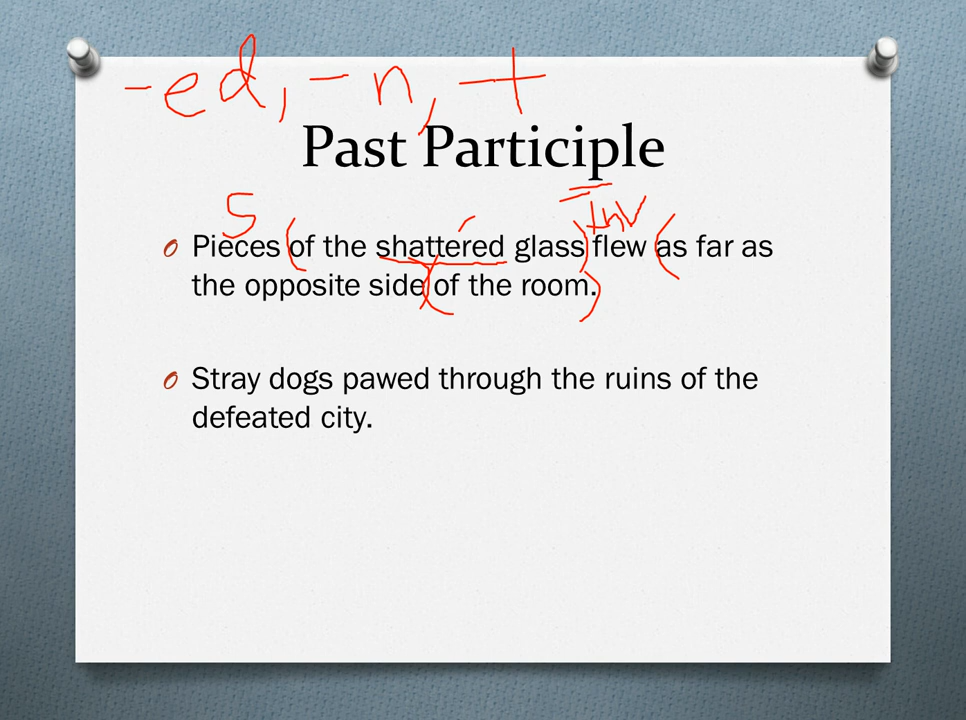 -ed, -n, -t
Past Participle
S
Inv
Pieces of the shattered glass flew as far as
the opposite side of the room.
Stray dogs pawed through the ruins of the
defeated city.